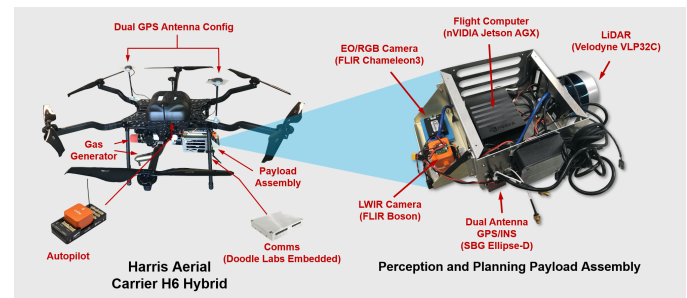 Dual GPS Antenna Config
Gas
Generator
Payload
Assembly
Autopilot
Comms
(Doodle Labs Embedded)
Harris Aerial
Carrier H6 Hybrid
EO/RGB Camera
(FLIR Chameleon3)
Flight Computer
(nVIDIA Jetson AGX)
LiDAR
(Velodyne VLP32C)
LWIR Camera
(FLIR Boson)
Dual Antenna
GPS/INS
(SBG Ellipse-D)
Perception and Planning Payload Assembly